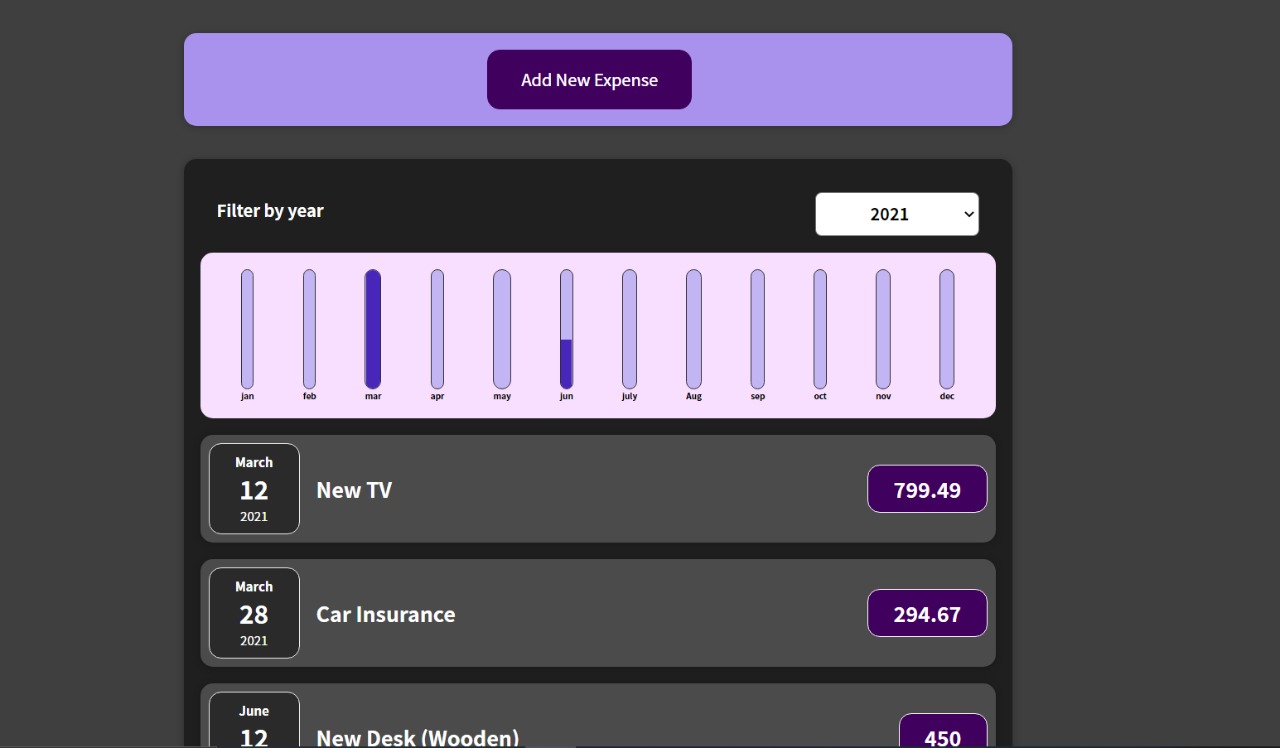 Add New Expense
Filter by year
2021
jan feb mar apr may jun july Aug sep oct nov dec
March
12
2021
New TV
799.49
March
28
2021
Car Insurance
294.67
June
12
New Desk (Wooden)
450